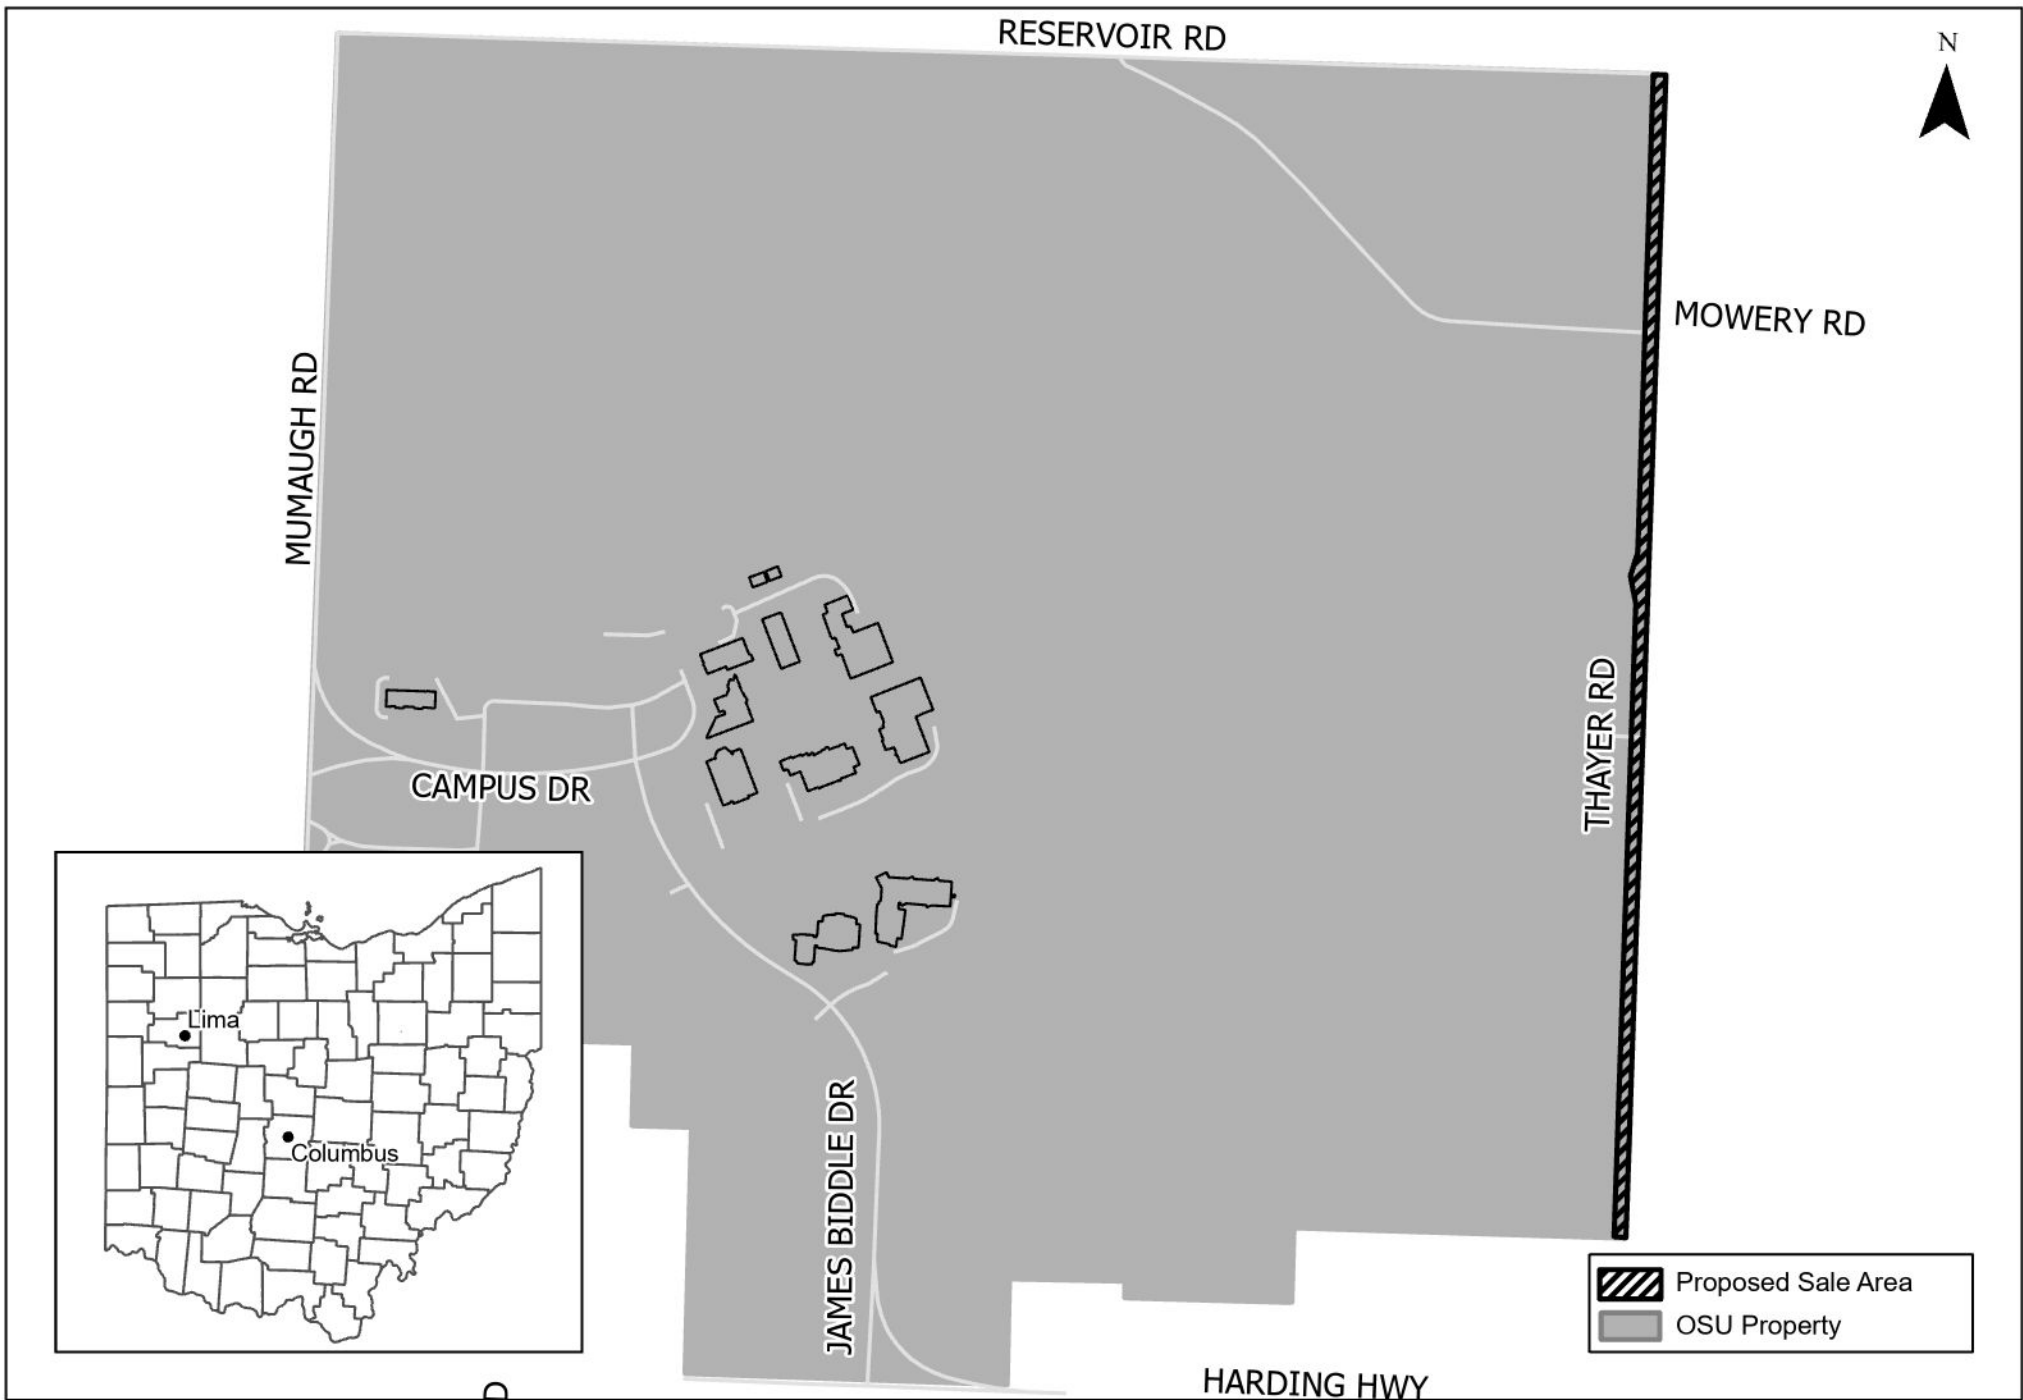 RESERVOIR RD
N
MOWERY RD
MUMAUGH RD
THAYER RD
CAMPUS DR
Lima
Columbus
JAMES BIDDLE DR
Proposed Sale Area
OSU Property
HARDING HWY
D